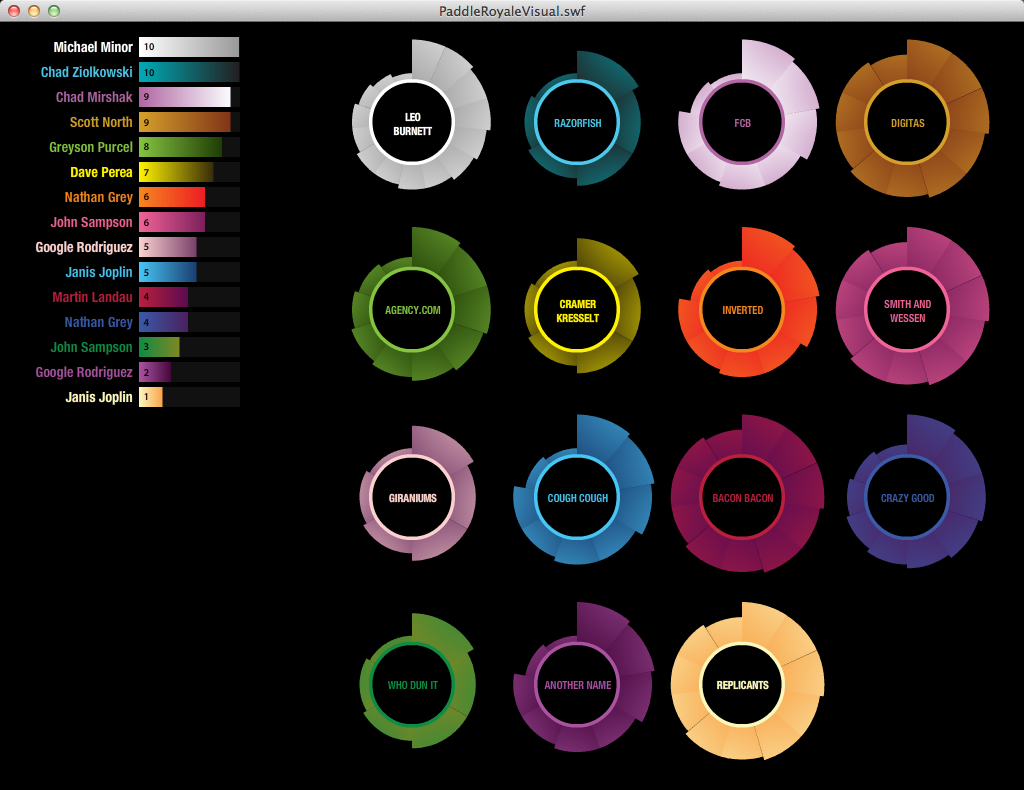 PaddleRoyaleVisual.swf
Michael Minor 10
Chad Ziolkowski 10
Chad Mirshak 9
Scott North 9
Greyson Purcel 8
Dave Perea 7
Nathan Grey 6
John Sampson 6
Google Rodriguez 5
Janis Joplin 5
Martin Landau 4
Nathan Grey 4
John Sampson 3
Google Rodriguez 2
Janis Joplin 1
LEO
BURNETT
RAZORFISH
FCB
DIGITAS
AGENCY.COM
CRAMER
KRESSELT
INVERTED
SMITH AND
WESSEN
GIRANIUMS
COUGH COUGH
BACON BACON
CRAZY GOOD
WHO DUN IT
ANOTHER NAME
REPLICANTS